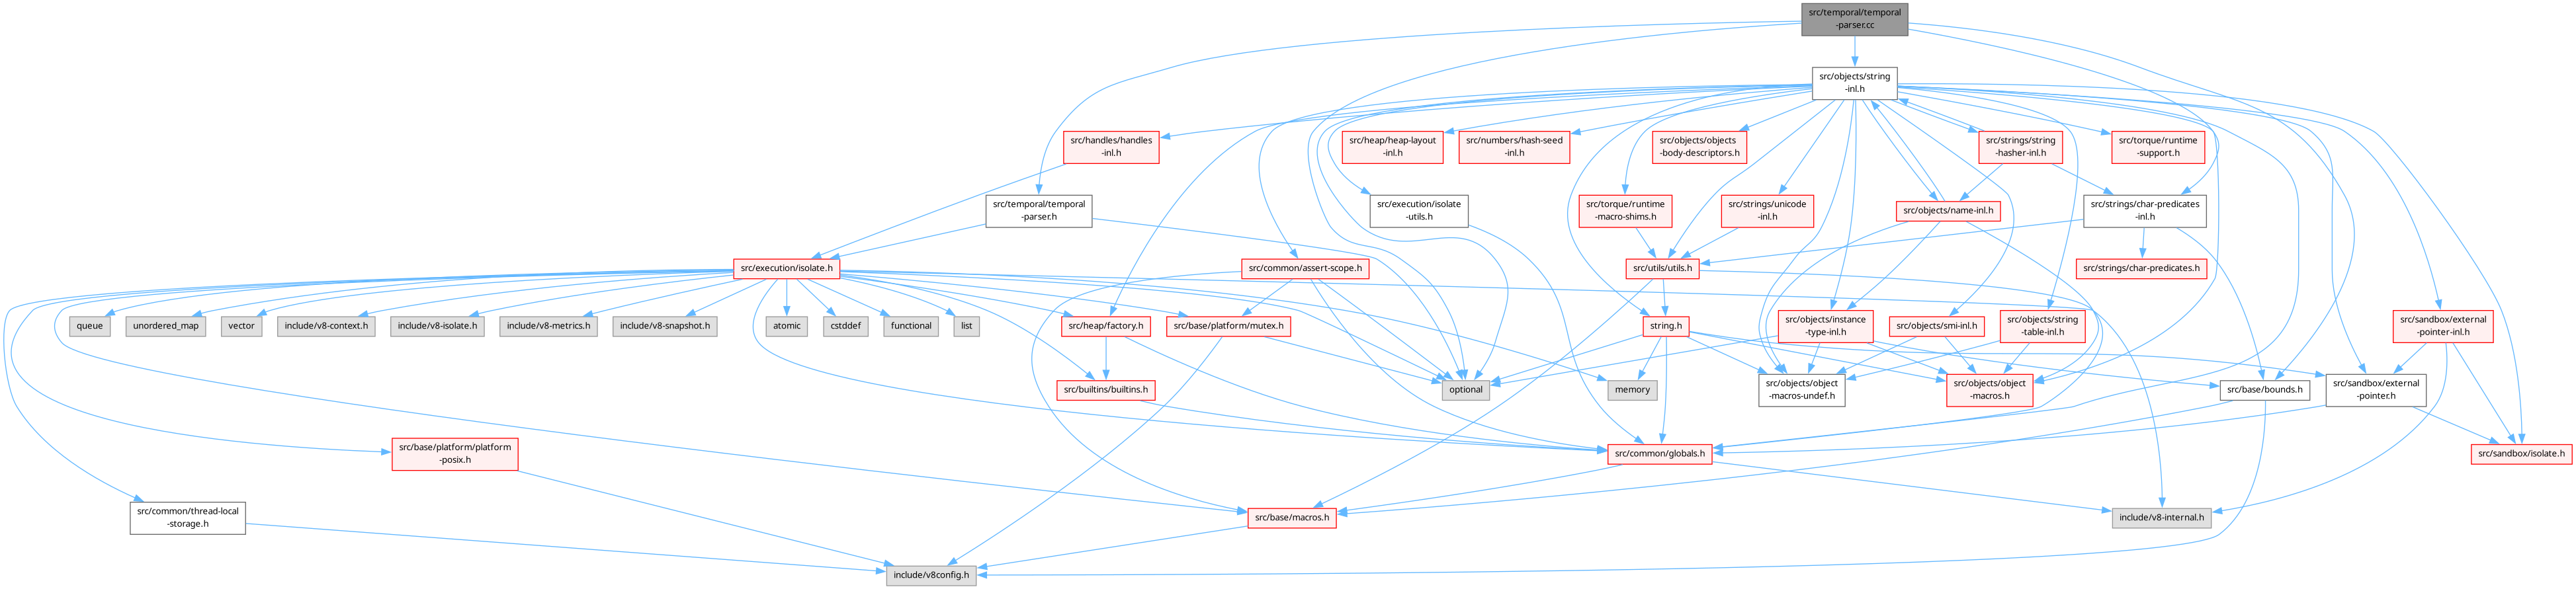 src/temporal/temporal
-parser.cc
src/objects/string
-inl.h
src/handles/handles
-inl.h
src/heap/heap-layout
-inl.h
src/numbers/hash-seed
-inl.h
src/objects/objects
-body-descriptors.h
src/strings/string
-hasher-inl.h
src/torque/runtime
-support.h
src/temporal/temporal
-parser.h
src/execution/isolate
-utils.h
src/torque/runtime
-macro-shims.h
src/strings/unicode
-inl.h
src/objects/name-inl.h
src/strings/char-predicates
-inl.h
src/execution/isolate.h
src/common/assert-scope.h
src/utils/utils.h
src/strings/char-predicates.h
queue
unordered_map
vector
include/v8-context.h
include/v8-isolate.h
include/v8-metrics.h
include/v8-snapshot.h
atomic
cstddef
functional
list
src/heap/factory.h
src/base/platform/mutex.h
string.h
src/objects/instance
-type-inl.h
src/objects/smi-inl.h
src/objects/string
-table-inl.h
src/sandbox/external
-pointer-inl.h
src/builtins/builtins.h
optional
memory
src/objects/object
-macros-undef.h
src/objects/object
-macros.h
src/base/bounds.h
src/sandbox/external
-pointer.h
src/base/platform/platform
-posix.h
src/common/globals.h
src/sandbox/isolate.h
src/common/thread-local
-storage.h
src/base/macros.h
include/v8-internal.h
include/v8config.h